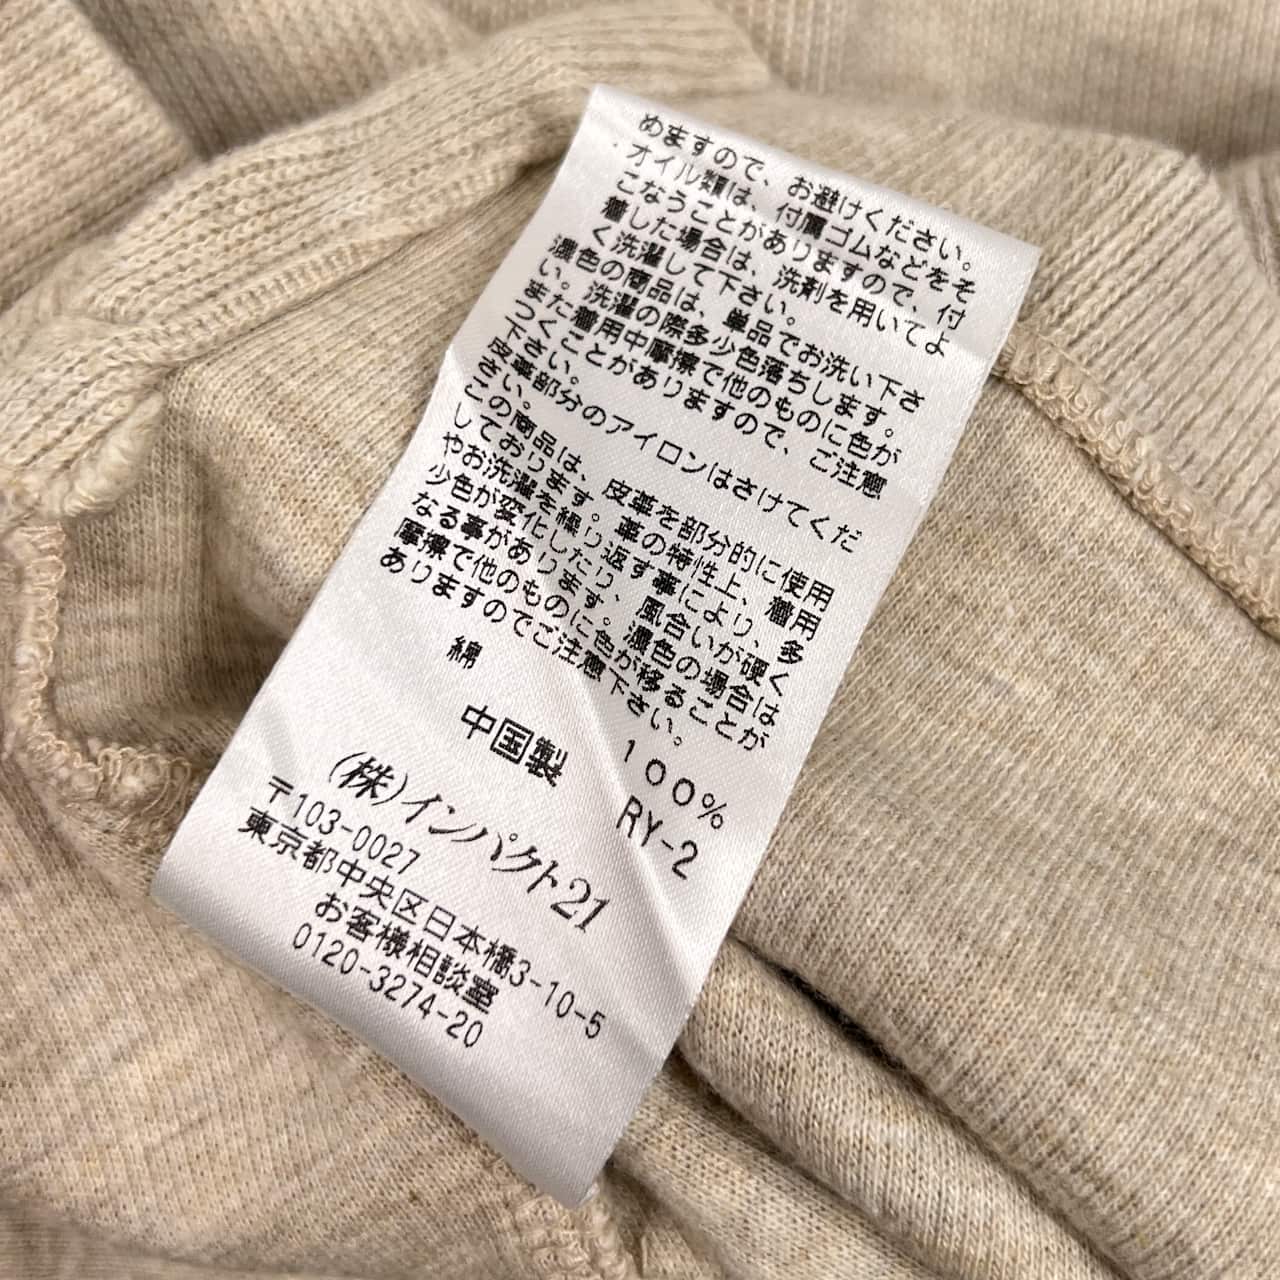 めますので、お避けください。
・オイル類は、付属ゴムなどをそ
こなうことがありますので、付
着した場合は、洗剤を用いてよ
く洗濯して下さい。
濃色の商品は、単品でお洗い下さ
い。洗濯の際多少色落ちします。
また着用中摩擦で他のものに色が
つくことがありますので、ご注意
下さい。
皮革部分のアイロンはさけてくだ
さい。
この商品は、皮革を部分的に使用
しております。革の特性上、着用
やお洗濯を繰り返す事により、多
少色が変化したり、風合いが硬く
なる事があります。濃色の場合は
摩擦で他のものに色が移ることが
ありますのでご注意下さい。
綿 100%
中国製 RY-2
(株)インパクト21
〒103-0027
東京都中央区日本橋3-10-5
お客様相談室
0120-3274-20